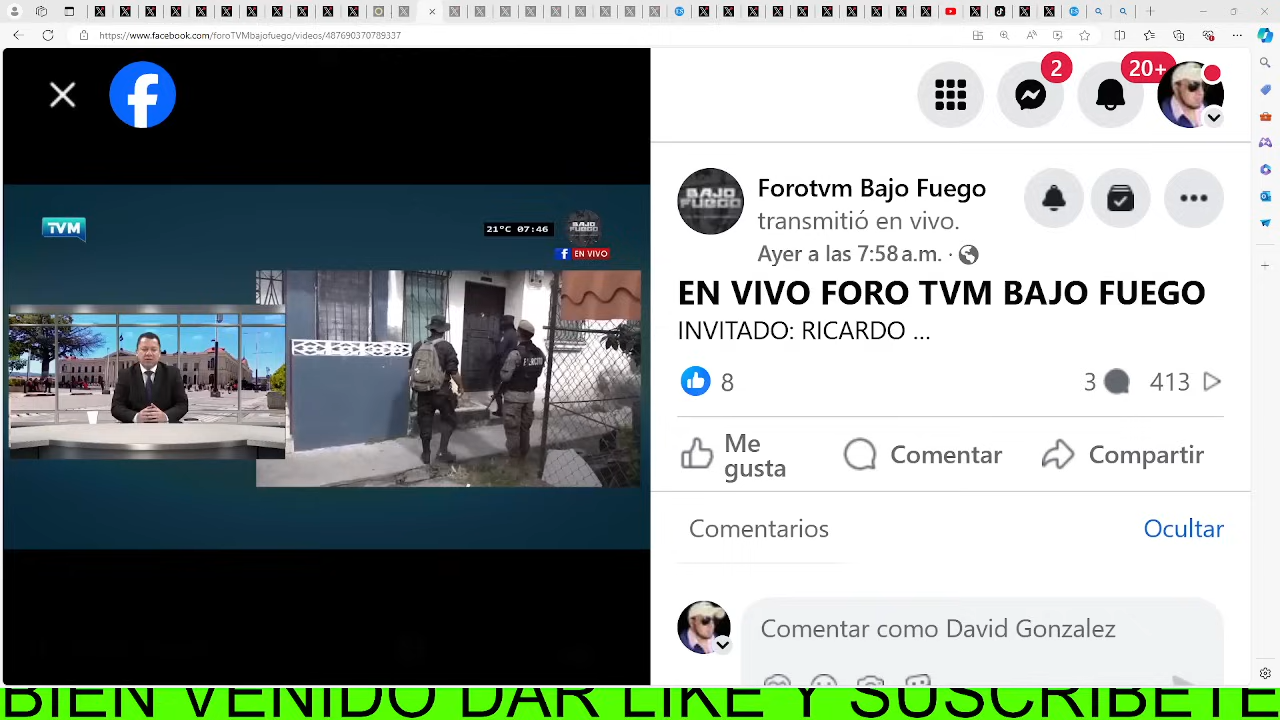 https://www.facebook.com/foroTVMbajofuego/videos/487690370789337
2
20+
TVM
21°C 07:46
BAJO
FUEGO
f EN VIVO
BAJO
FUEGO
Forotvm Bajo Fuego
transmitió en vivo.
Ayer a las 7:58 a.m. ·
EN VIVO FORO TVM BAJO FUEGO
INVITADO: RICARDO ...
8
3
413
Me
gusta
Comentar
Compartir
Comentarios
Ocultar
Comentar como David Gonzalez
BIEN VENIDO DAR LIKE Y SUSCRIBETE